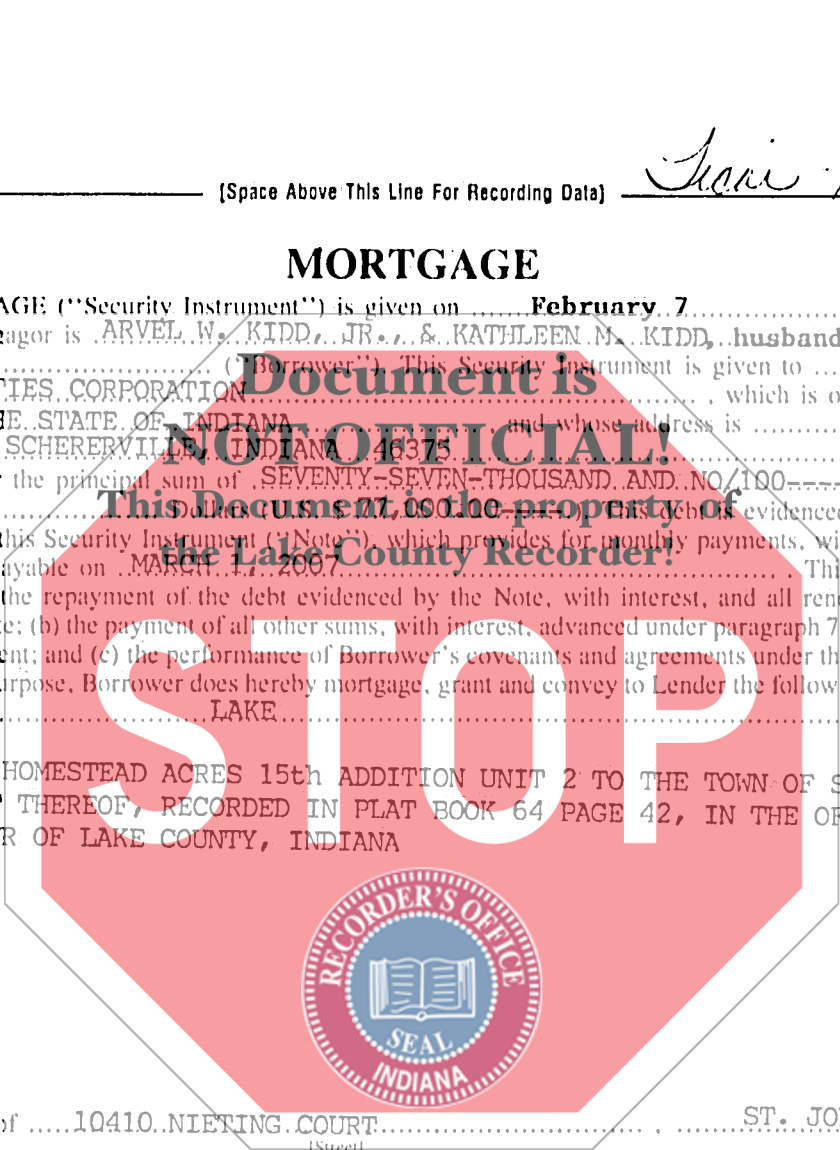 [Space Above This Line For Recording Data]
MORTGAGE
AGE (‘‘Security Instrument’’) is given on ...... February 7
agor is ARVEL W. KIDD, JR., & KATHLEEN M. KIDD, husband
(‘‘Borrower’’). This Security Instrument is given to
TIES CORPORATION , which is o
E STATE OF INDIANA and whose address is
SCHERERVILLE, INDIANA 46375
the principal sum of SEVENTY-SEVEN-THOUSAND AND NO/100----
Dollars (U.S. $ 77,000.00-----). This debt is evidenced
this Security Instrument (‘‘Note’’), which provides for monthly payments, wi
ayable on MARCH 1, 2007 . Thi
the repayment of the debt evidenced by the Note, with interest, and all ren
e; (b) the payment of all other sums, with interest, advanced under paragraph 7
ent; and (c) the performance of Borrower's covenants and agreements under th
urpose, Borrower does hereby mortgage, grant and convey to Lender the follow
LAKE
HOMESTEAD ACRES 15th ADDITION UNIT 2 TO THE TOWN OF S
THEREOF, RECORDED IN PLAT BOOK 64 PAGE 42, IN THE OF
R OF LAKE COUNTY, INDIANA
of ..... 10410 NIETING COURT , ST. JO
[Street]
Document is
NOT OFFICIAL!
This Document is the property of
the Lake County Recorder!
STOP
RECORDER'S OFFICE
SEAL
INDIANA